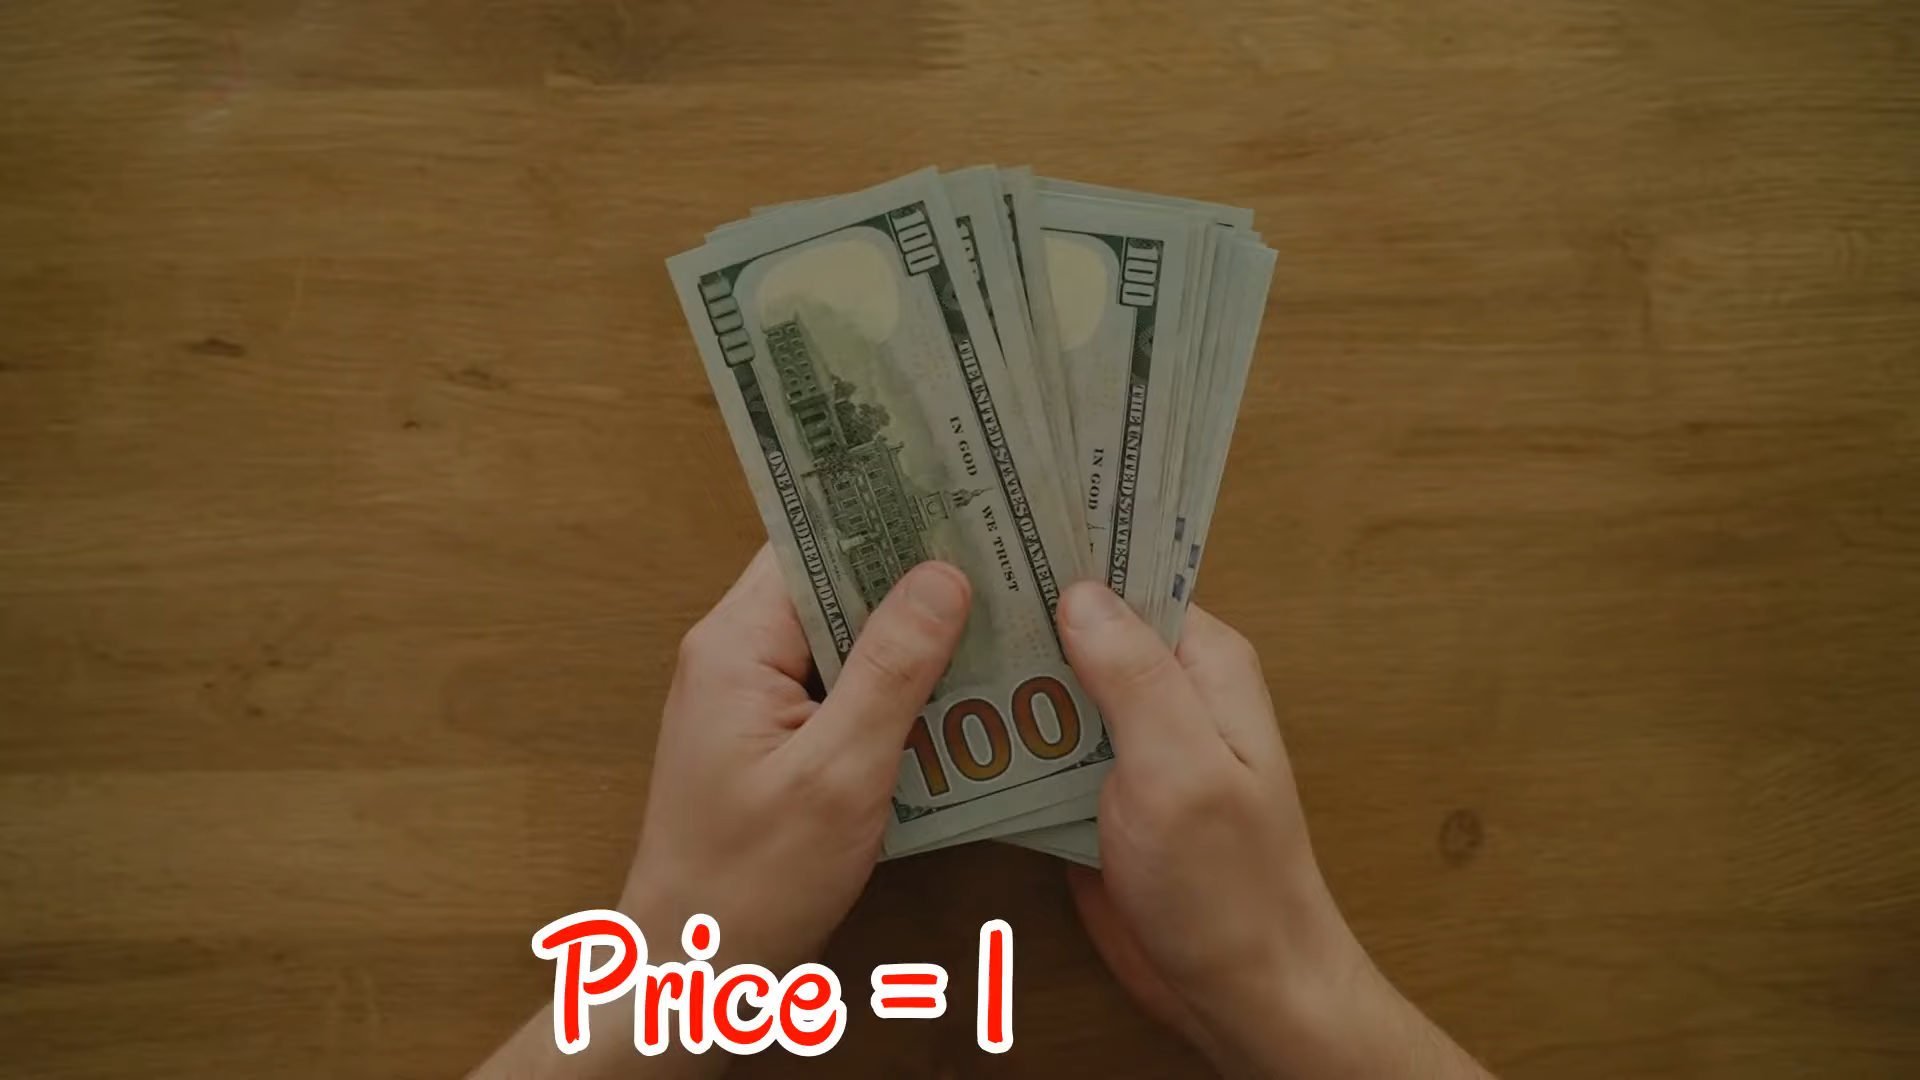 100
100
100
THE UNITED STATES OF AMERICA
ONE HUNDRED DOLLARS
IN GOD WE TRUST
100
THE UNITED STATES OF
IN GOD
100
Price = 1